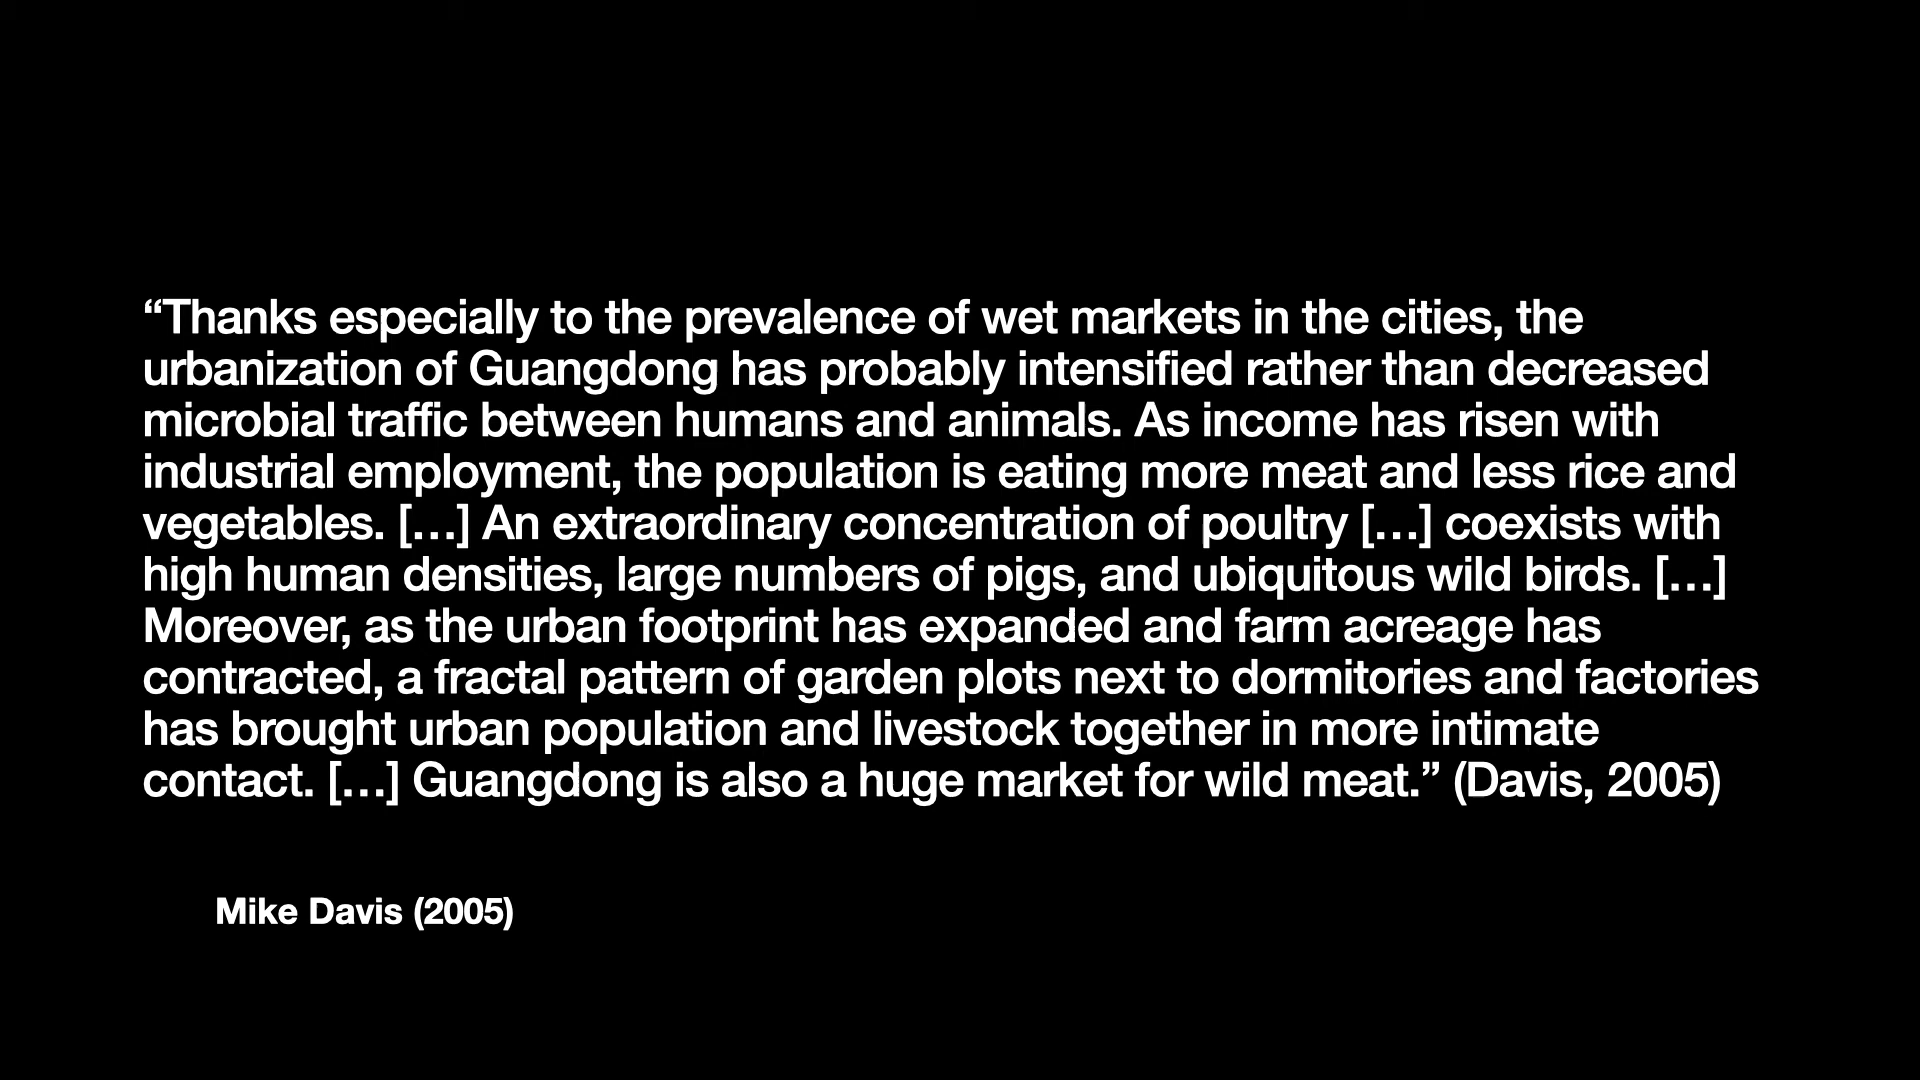 “Thanks especially to the prevalence of wet markets in the cities, the
urbanization of Guangdong has probably intensified rather than decreased
microbial traffic between humans and animals. As income has risen with
industrial employment, the population is eating more meat and less rice and
vegetables. […] An extraordinary concentration of poultry […] coexists with
high human densities, large numbers of pigs, and ubiquitous wild birds. […]
Moreover, as the urban footprint has expanded and farm acreage has
contracted, a fractal pattern of garden plots next to dormitories and factories
has brought urban population and livestock together in more intimate
contact. […] Guangdong is also a huge market for wild meat.” (Davis, 2005)
Mike Davis (2005)